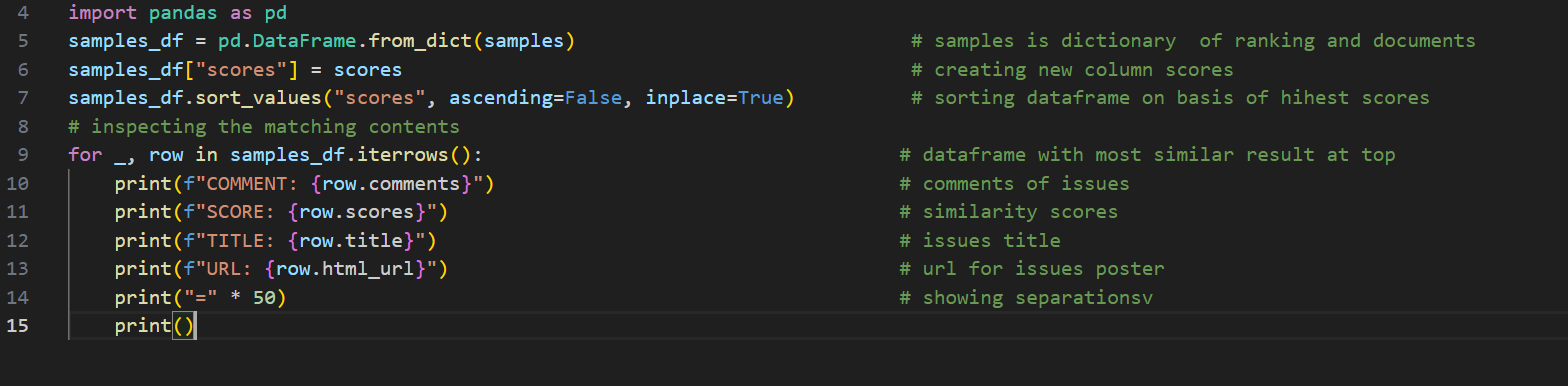 4 import pandas as pd
5 samples_df = pd.DataFrame.from_dict(samples) # samples is dictionary  of ranking and documents
6 samples_df["scores"] = scores # creating new column scores
7 samples_df.sort_values("scores", ascending=False, inplace=True) # sorting dataframe on basis of hihest scores
8 # inspecting the matching contents
9 for _, row in samples_df.iterrows(): # dataframe with most similar result at top
10     print(f"COMMENT: {row.comments}") # comments of issues
11     print(f"SCORE: {row.scores}") # similarity scores
12     print(f"TITLE: {row.title}") # issues title
13     print(f"URL: {row.html_url}") # url for issues poster
14     print("=" * 50) # showing separationsv
15     print()